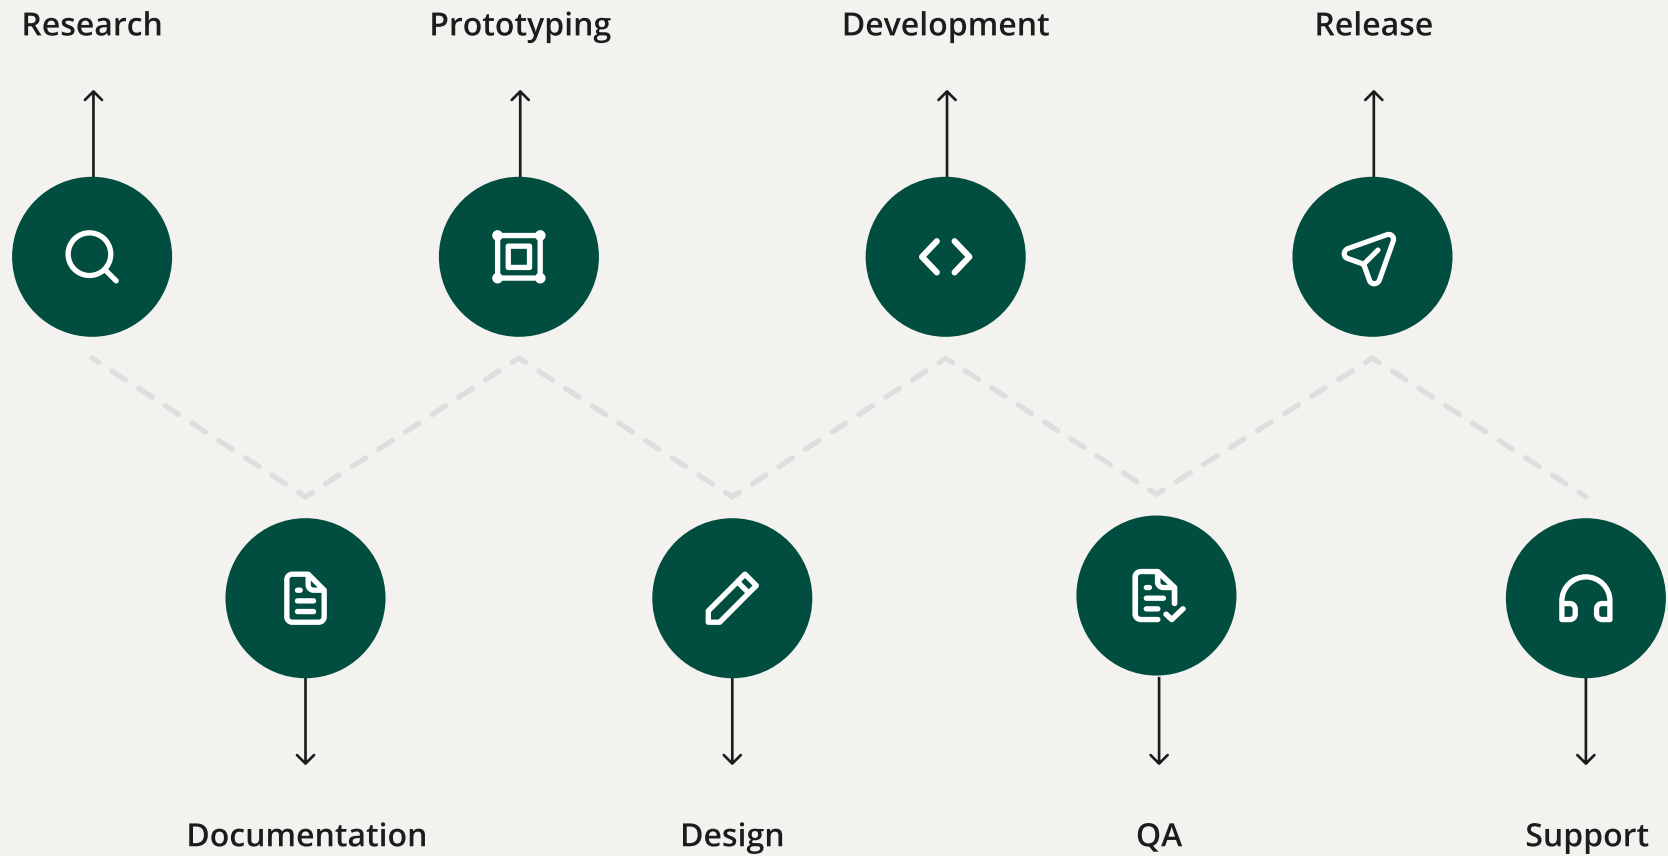 Research
Prototyping
Development
Release
Documentation
Design
QA
Support